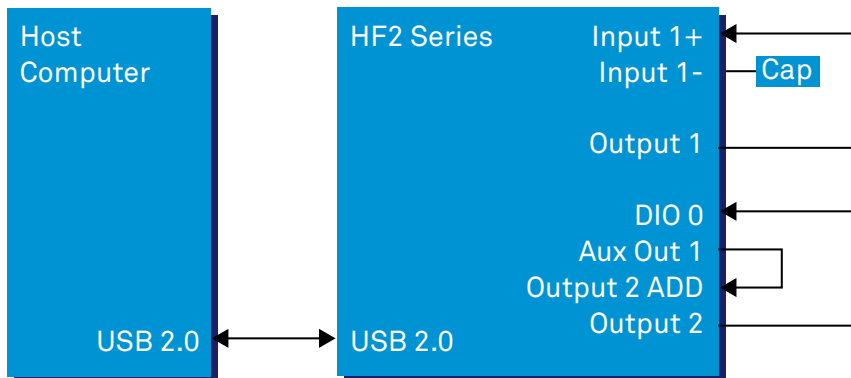 Host
Computer
USB 2.0
HF2 Series
Input 1+
Input 1-
Cap
Output 1
DIO 0
Aux Out 1
Output 2 ADD
Output 2
USB 2.0